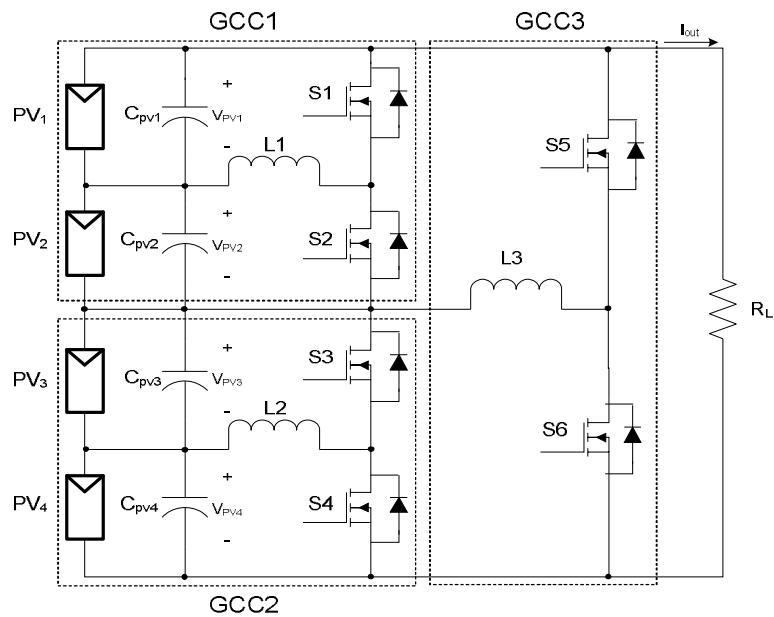 GCC1
GCC3
Iout
PV1
Cpv1
+
VPV1
-
S1
L1
S5
PV2
Cpv2
+
VPV2
-
S2
L3
RL
PV3
Cpv3
+
VPV3
-
S3
L2
S6
PV4
Cpv4
+
VPV4
-
S4
GCC2